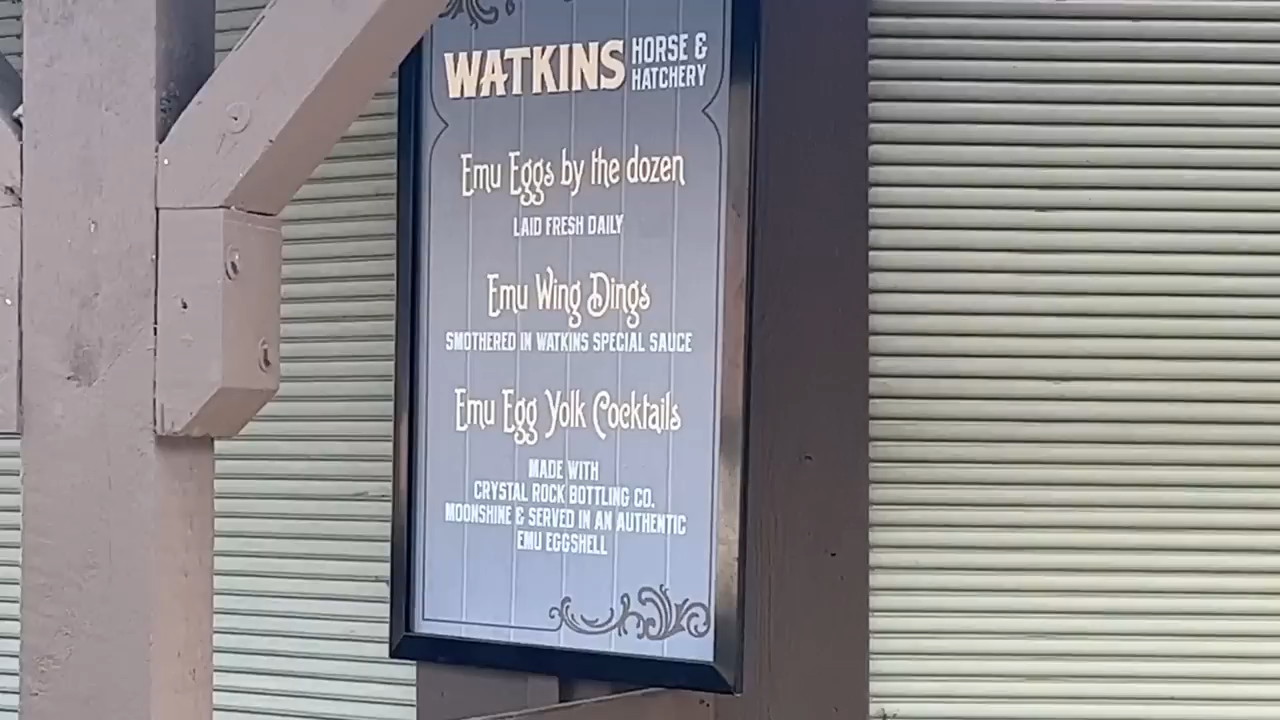 WATKINS HORSE &
HATCHERY
Emu Eggs by the dozen
LAID FRESH DAILY
Emu Wing Dings
SMOTHERED IN WATKINS SPECIAL SAUCE
Emu Egg Yolk Cocktails
MADE WITH
CRYSTAL ROCK BOTTLING CO.
MOONSHINE & SERVED IN AN AUTHENTIC
EMU EGGSHELL